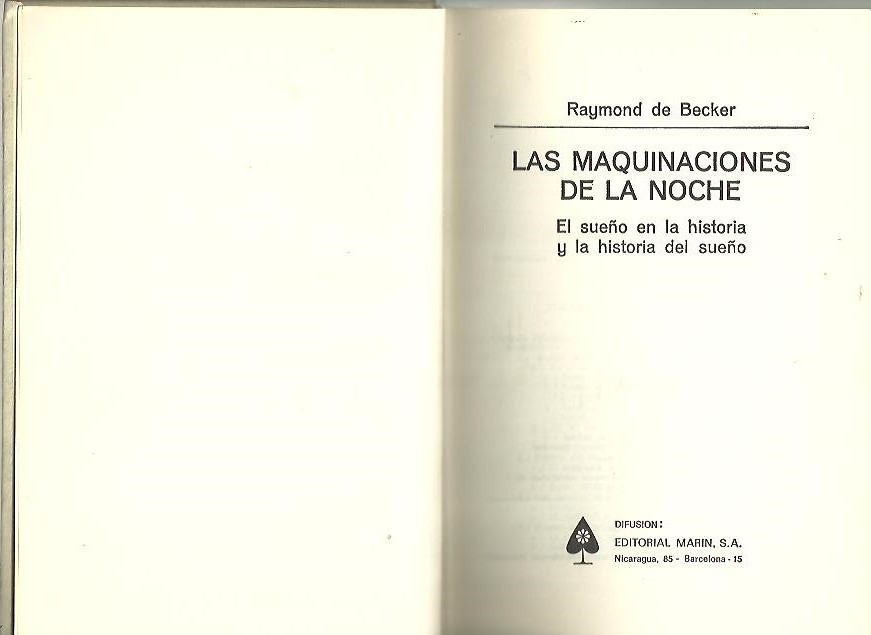 Raymond de Becker
LAS MAQUINACIONES
DE LA NOCHE
El sueño en la historia
y la historia del sueño
DIFUSION:
EDITORIAL MARIN, S.A.
Nicaragua, 85 - Barcelona - 15